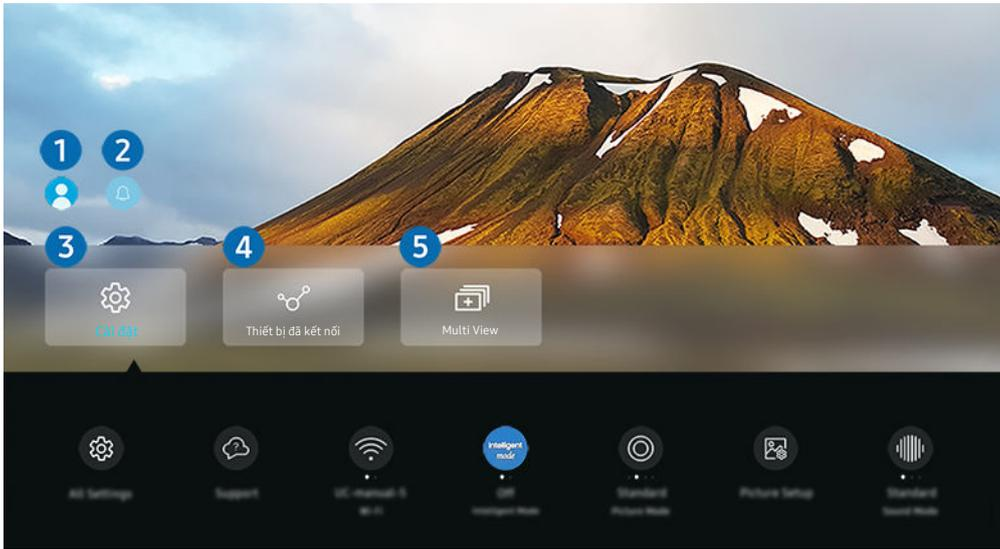 1 2
3 4 5
Cài đặt Thiết bị đã kết nối Multi View
intelligent
mode
All Settings Support UC-manual-5 Off Standard Picture Setup Standard
Wi-Fi Intelligent Mode Picture Mode Sound Mode